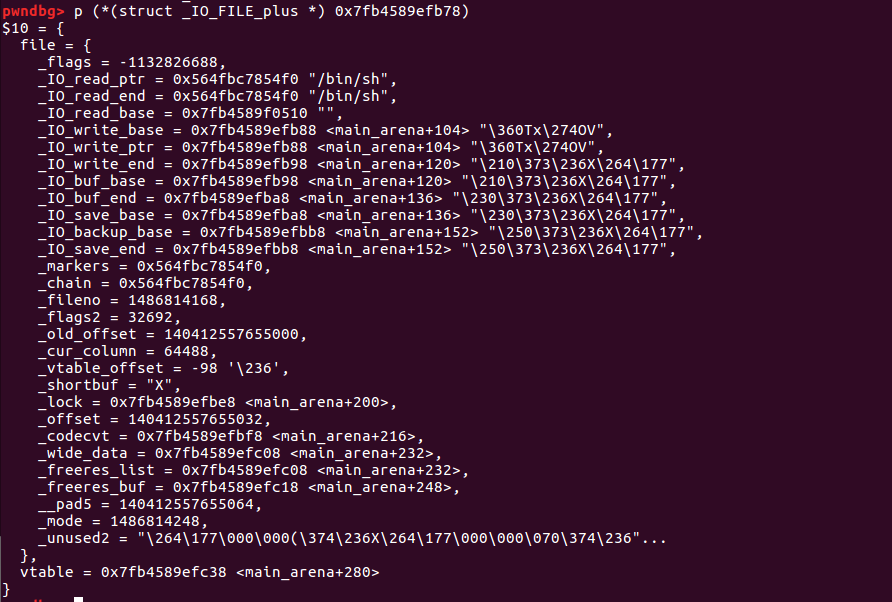 pwndbg> p (*(struct _IO_FILE_plus *) 0x7fb4589efb78)
$10 = {
  file = {
    _flags = -1132826688,
    _IO_read_ptr = 0x564fbc7854f0 "/bin/sh",
    _IO_read_end = 0x564fbc7854f0 "/bin/sh",
    _IO_read_base = 0x7fb4589f0510 "",
    _IO_write_base = 0x7fb4589efb88 <main_arena+104> "\360Tx\274OV",
    _IO_write_ptr = 0x7fb4589efb88 <main_arena+104> "\360Tx\274OV",
    _IO_write_end = 0x7fb4589efb98 <main_arena+120> "\210\373\236X\264\177",
    _IO_buf_base = 0x7fb4589efb98 <main_arena+120> "\210\373\236X\264\177",
    _IO_buf_end = 0x7fb4589efba8 <main_arena+136> "\230\373\236X\264\177",
    _IO_save_base = 0x7fb4589efba8 <main_arena+136> "\230\373\236X\264\177",
    _IO_backup_base = 0x7fb4589efbb8 <main_arena+152> "\250\373\236X\264\177",
    _IO_save_end = 0x7fb4589efbb8 <main_arena+152> "\250\373\236X\264\177",
    _markers = 0x564fbc7854f0,
    _chain = 0x564fbc7854f0,
    _fileno = 1486814168,
    _flags2 = 32692,
    _old_offset = 140412557655000,
    _cur_column = 64488,
    _vtable_offset = -98 '\236',
    _shortbuf = "X",
    _lock = 0x7fb4589efbe8 <main_arena+200>,
    _offset = 140412557655032,
    _codecvt = 0x7fb4589efbf8 <main_arena+216>,
    _wide_data = 0x7fb4589efc08 <main_arena+232>,
    _freeres_list = 0x7fb4589efc08 <main_arena+232>,
    _freeres_buf = 0x7fb4589efc18 <main_arena+248>,
    __pad5 = 140412557655064,
    _mode = 1486814248,
    _unused2 = "\264\177\000\000(\374\236X\264\177\000\000\070\374\236"...
  },
  vtable = 0x7fb4589efc38 <main_arena+280>
}